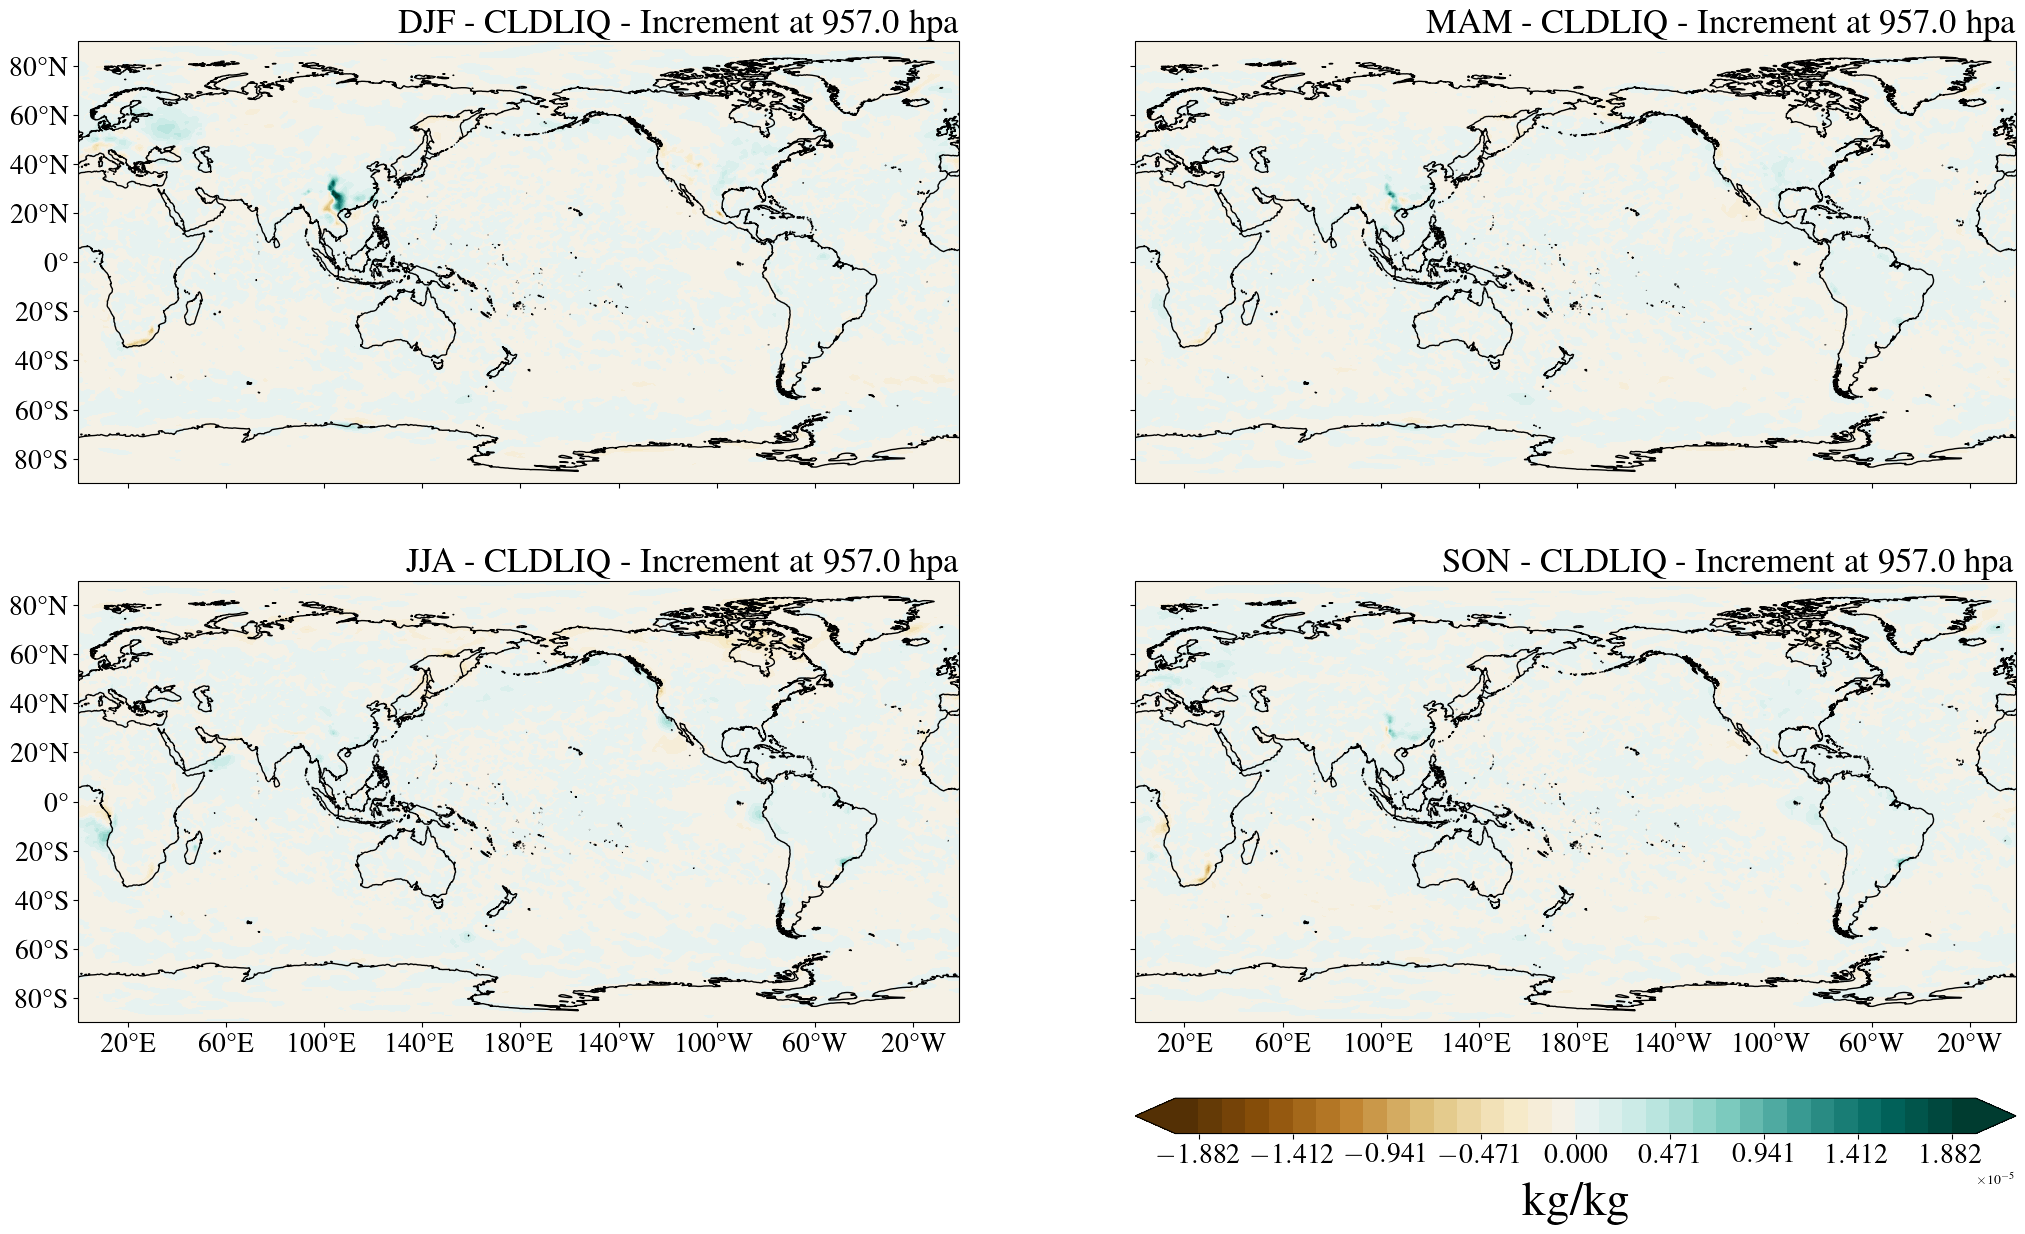 DJF - CLDLIQ - Increment at 957.0 hpa
MAM - CLDLIQ - Increment at 957.0 hpa
80°N
60°N
40°N
20°N
0°
20°S
40°S
60°S
80°S
JJA - CLDLIQ - Increment at 957.0 hpa
SON - CLDLIQ - Increment at 957.0 hpa
80°N
60°N
40°N
20°N
0°
20°S
40°S
60°S
80°S
20°E 60°E 100°E 140°E 180°E 140°W 100°W 60°W 20°W
20°E 60°E 100°E 140°E 180°E 140°W 100°W 60°W 20°W
−1.882 −1.412 −0.941 −0.471 0.000 0.471 0.941 1.412 1.882
×10⁻⁵
kg/kg